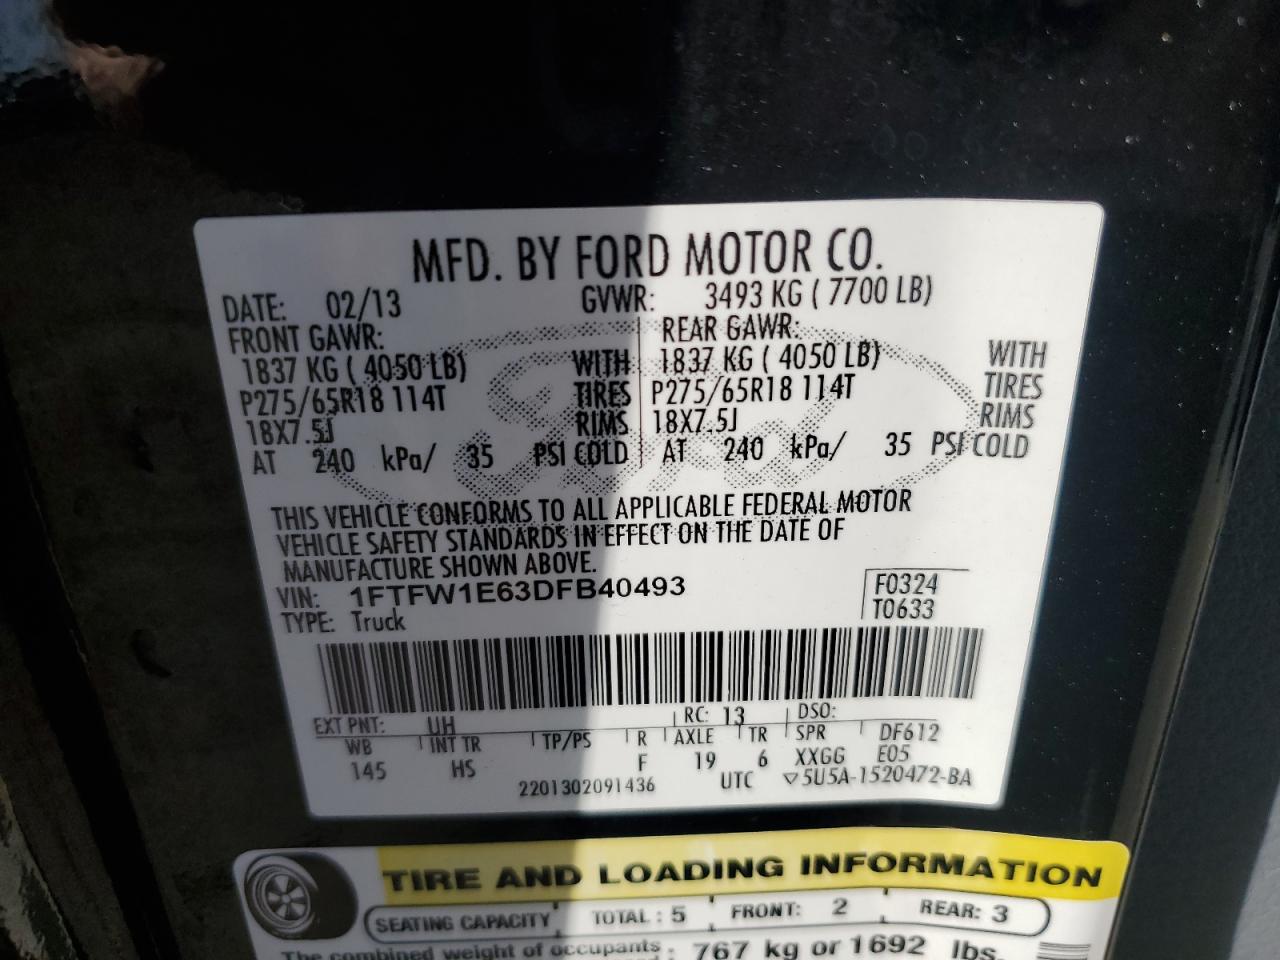 MFD. BY FORD MOTOR CO.
DATE: 02/13 GVWR: 3493 KG ( 7700 LB)
FRONT GAWR: REAR GAWR:
1837 KG ( 4050 LB) WITH 1837 KG ( 4050 LB) WITH
P275/65R18 114T TIRES P275/65R18 114T TIRES
18X7.5J RIMS 18X7.5J RIMS
AT 240 kPa/ 35 PSI COLD AT 240 kPa/ 35 PSI COLD
Ford
THIS VEHICLE CONFORMS TO ALL APPLICABLE FEDERAL MOTOR
VEHICLE SAFETY STANDARDS IN EFFECT ON THE DATE OF
MANUFACTURE SHOWN ABOVE.
VIN: 1FTFW1E63DFB40493 F0324
TYPE: Truck T0633
EXT PNT: UH RC: 13 DSO:
WB INT TR TP/PS R AXLE TR SPR DF612
145 HS F 19 6 XXGG E05
2201302091436 UTC ▽5U5A-1520472-BA
TIRE AND LOADING INFORMATION
SEATING CAPACITY TOTAL : 5 FRONT: 2 REAR: 3
The combined weight of occupants 767 kg or 1692 lbs.